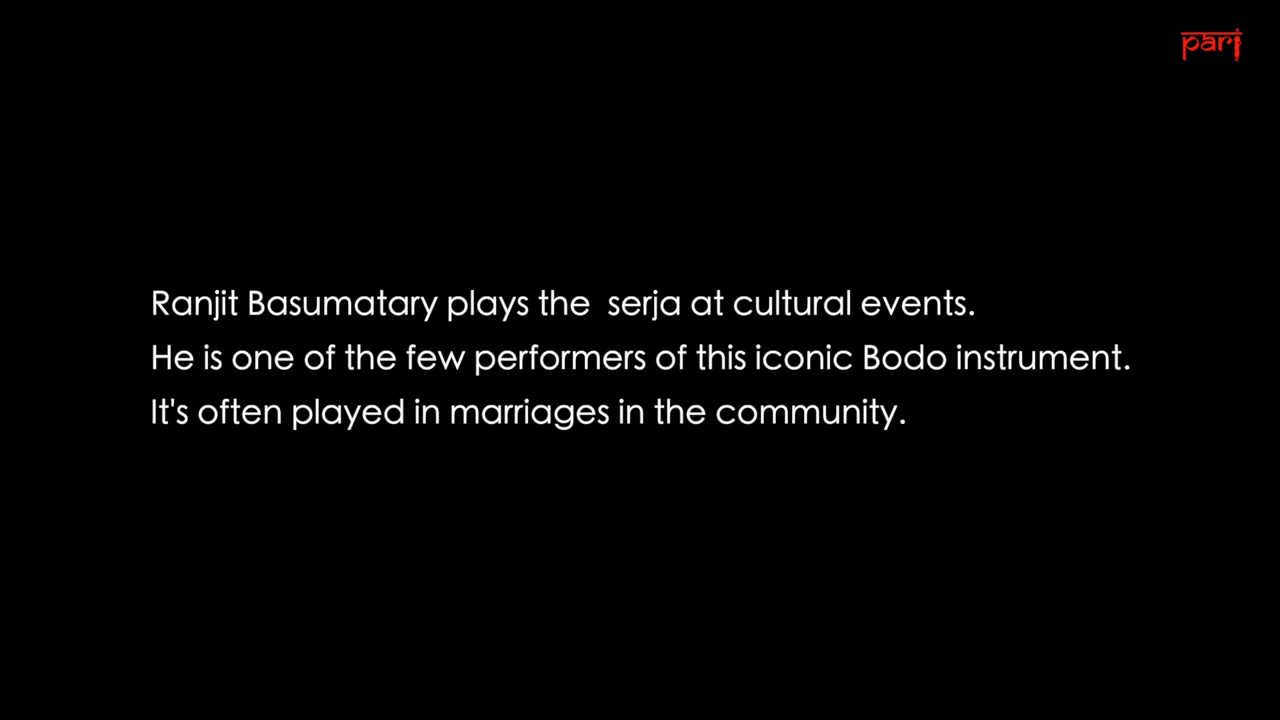 pari
Ranjit Basumatary plays the  serja at cultural events.
He is one of the few performers of this iconic Bodo instrument.
It's often played in marriages in the community.